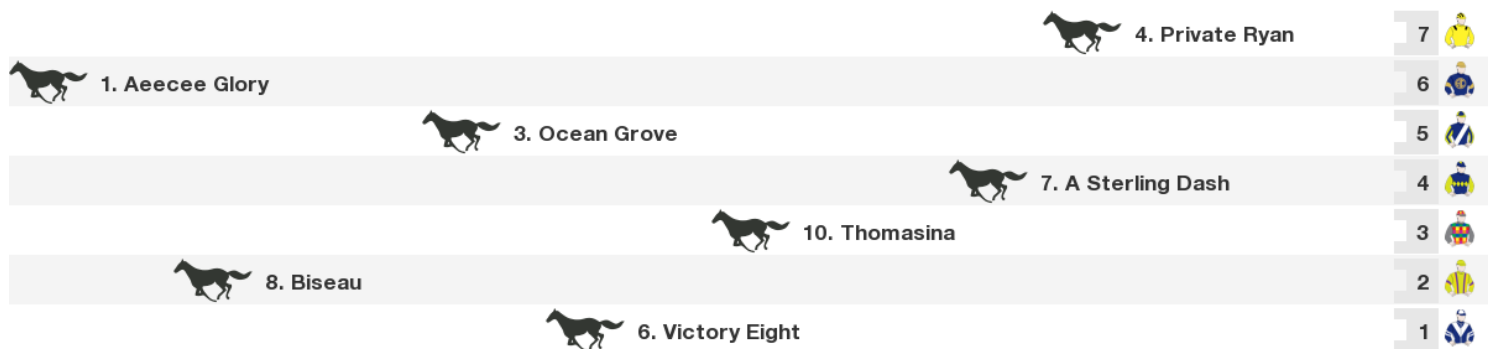 4. Private Ryan 7
1. Aeecee Glory 6
3. Ocean Grove 5
7. A Sterling Dash 4
10. Thomasina 3
8. Biseau 2
6. Victory Eight 1